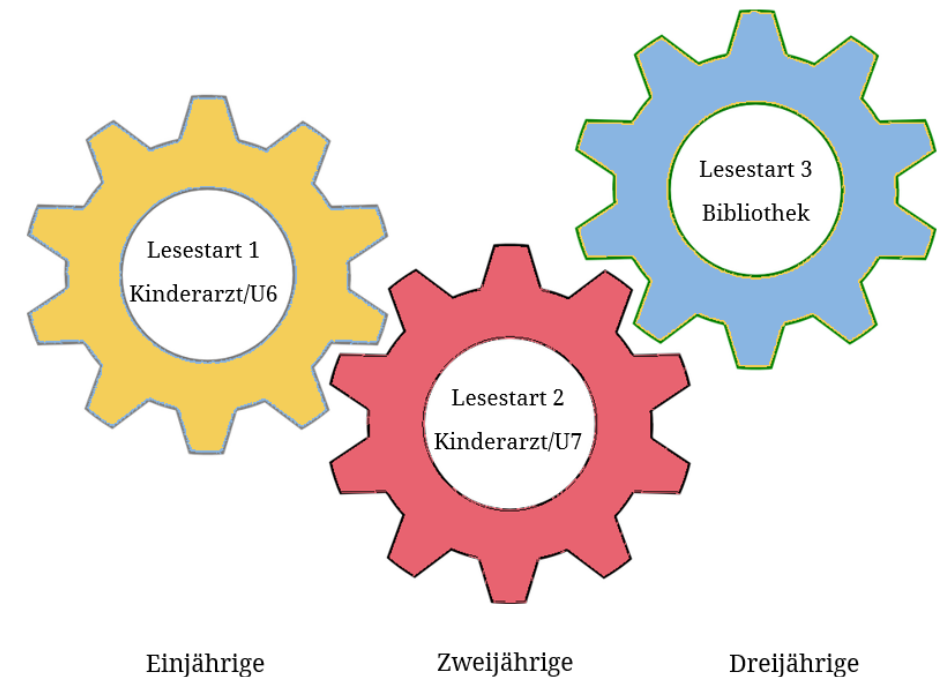 Lesestart 1
Kinderarzt/U6
Lesestart 2
Kinderarzt/U7
Lesestart 3
Bibliothek
Einjährige
Zweijährige
Dreijährige